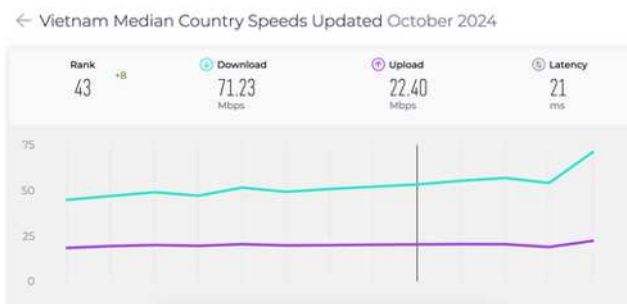 ← Vietnam Median Country Speeds Updated October 2024
Rank
43
+8
Download
71.23
Mbps
Upload
22.40
Mbps
Latency
21
ms
75
50
25
0